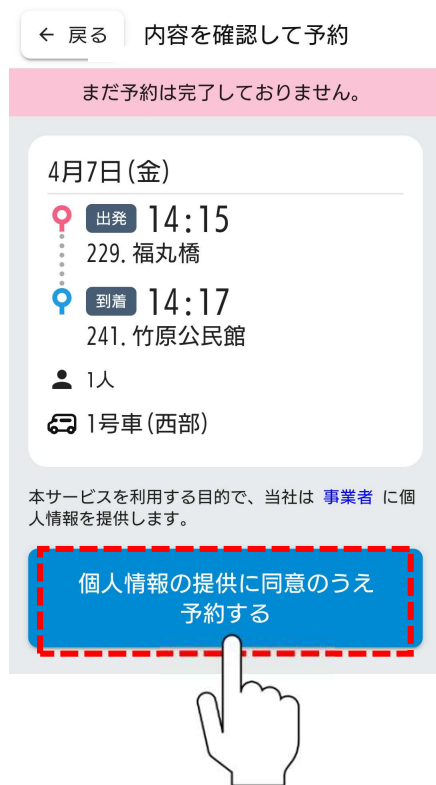 ← 戻る 内容を確認して予約
まだ予約は完了しておりません。
4月7日(金)
出発 14:15
229. 福丸橋
到着 14:17
241. 竹原公民館
1人
1号車(西部)
本サービスを利用する目的で、当社は 事業者 に個
人情報を提供します。
個人情報の提供に同意のうえ
予約する